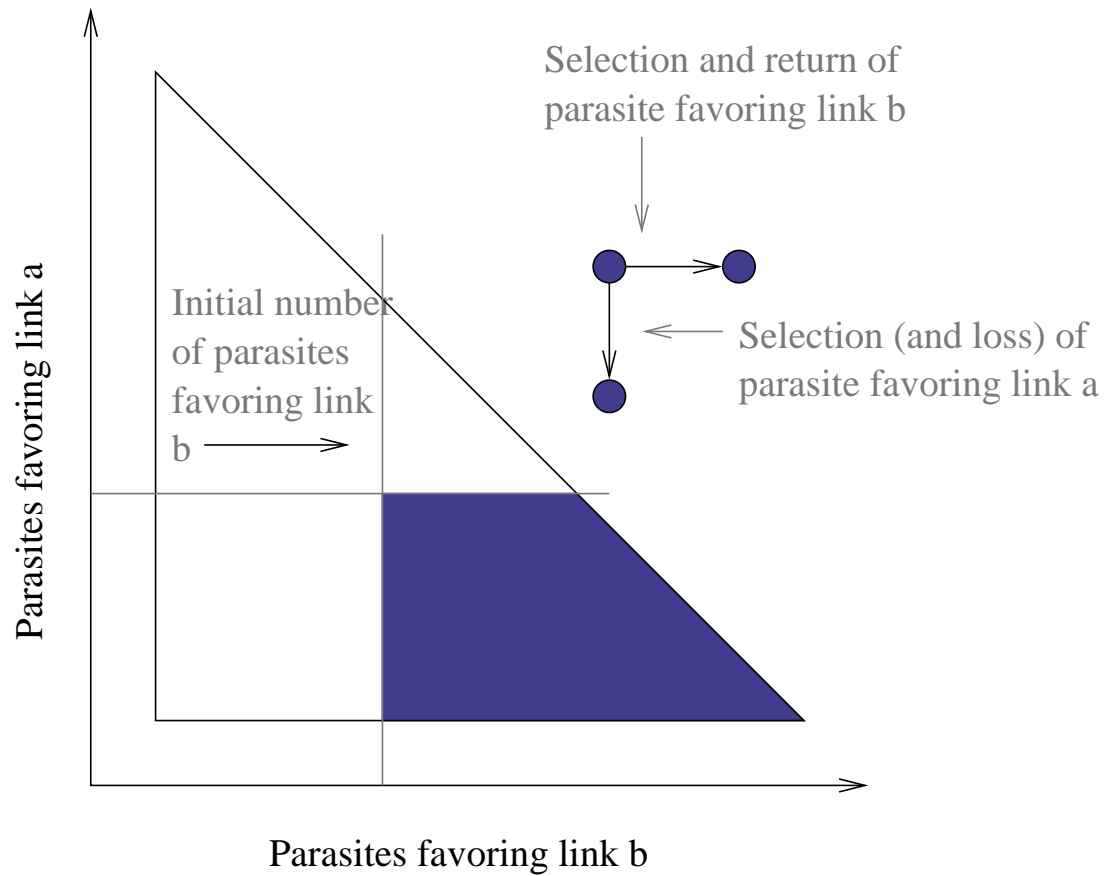 Selection and return of
parasite favoring link b
Initial number
of parasites
favoring link
b
Selection (and loss) of
parasite favoring link a
Parasites favoring link a
Parasites favoring link b